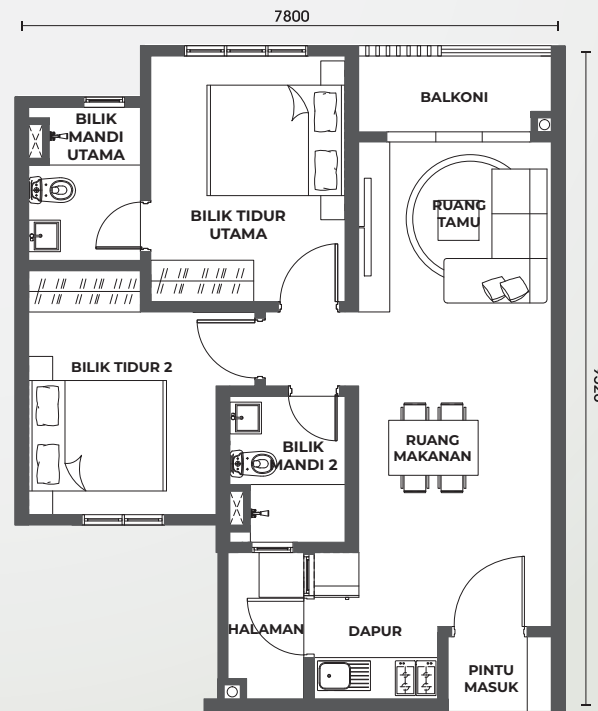 7800
BALKONI
BILIK
MANDI
UTAMA
BILIK TIDUR
UTAMA
RUANG
TAMU
BILIK TIDUR 2
RUANG
MAKANAN
BILIK
MANDI 2
HALAMAN
DAPUR
PINTU
MASUK